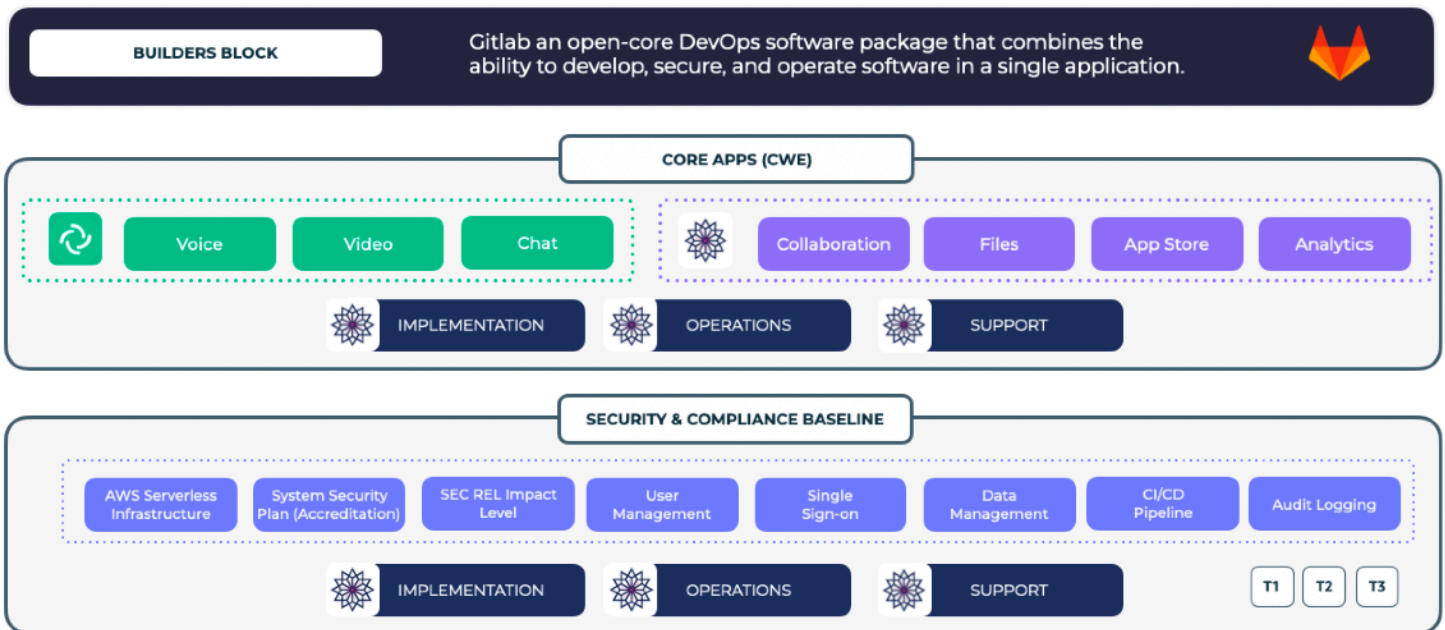 BUILDERS BLOCK
Gitlab an open-core DevOps software package that combines the
ability to develop, secure, and operate software in a single application.
CORE APPS (CWE)
Voice
Video
Chat
Collaboration
Files
App Store
Analytics
IMPLEMENTATION
OPERATIONS
SUPPORT
SECURITY & COMPLIANCE BASELINE
AWS Serverless
Infrastructure
System Security
Plan (Accreditation)
SEC REL Impact
Level
User
Management
Single
Sign-on
Data
Management
CI/CD
Pipeline
Audit Logging
IMPLEMENTATION
OPERATIONS
SUPPORT
T1
T2
T3